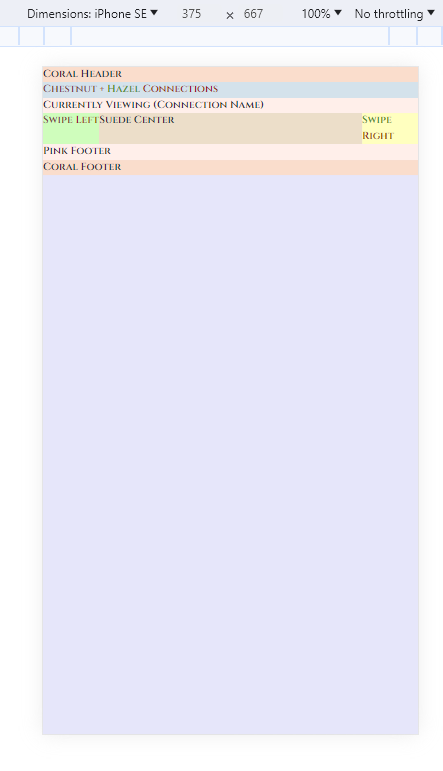 Dimensions: iPhone SE ▼ 375 × 667 100% ▼ No throttling ▼
Coral Header
Chestnut + Hazel Connections
Currently Viewing (Connection Name)
Swipe Left
Suede Center
Swipe
Right
Pink Footer
Coral Footer